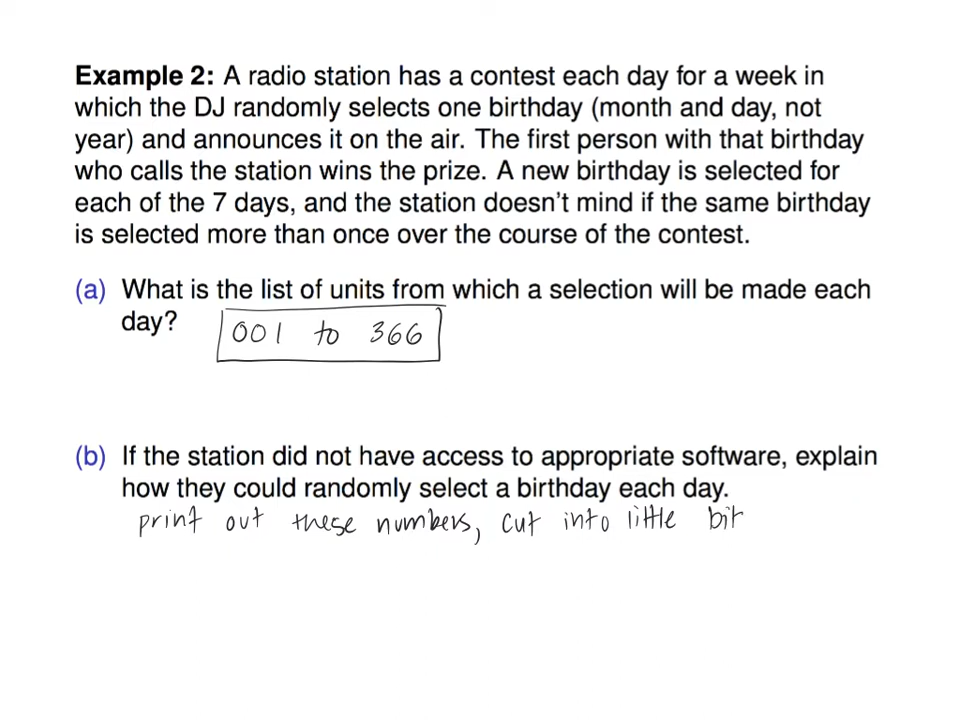 Example 2: A radio station has a contest each day for a week in
which the DJ randomly selects one birthday (month and day, not
year) and announces it on the air. The first person with that birthday
who calls the station wins the prize. A new birthday is selected for
each of the 7 days, and the station doesn't mind if the same birthday
is selected more than once over the course of the contest.
(a) What is the list of units from which a selection will be made each
day? 001 to 366
(b) If the station did not have access to appropriate software, explain
how they could randomly select a birthday each day.
print out these numbers, cut into little bit